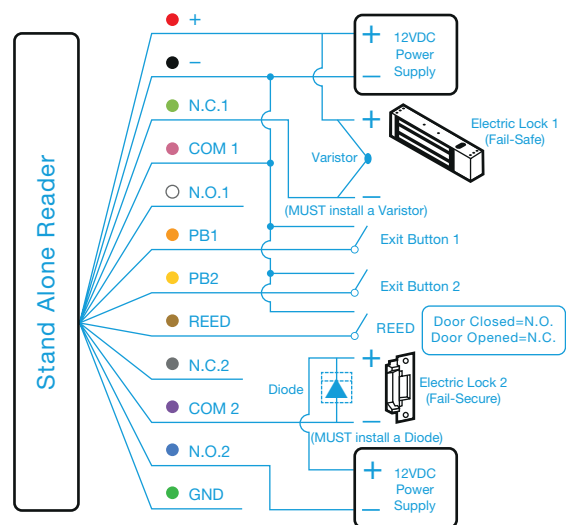 Stand Alone Reader
+
−
N.C.1
COM 1
N.O.1
PB1
PB2
REED
N.C.2
COM 2
N.O.2
GND
+
−
12VDC
Power
Supply
+
−
Varistor
Electric Lock 1
(Fail-Safe)
(MUST install a Varistor)
Exit Button 1
Exit Button 2
REED
Door Closed=N.O.
Door Opened=N.C.
+
−
Diode
Electric Lock 2
(Fail-Secure)
(MUST install a Diode)
+
−
12VDC
Power
Supply